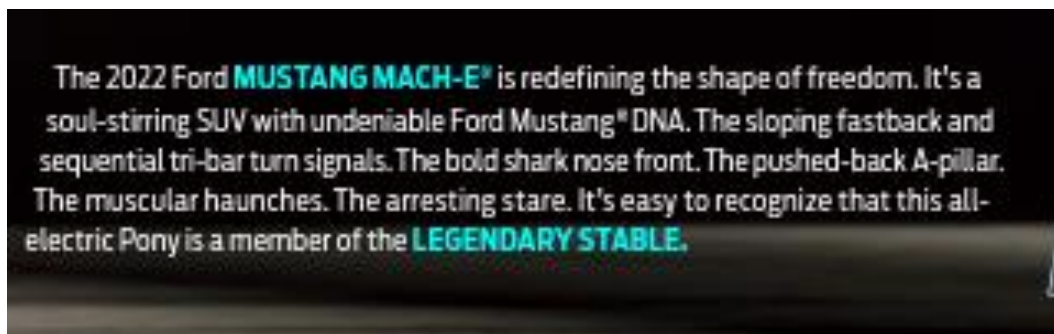 The 2022 Ford MUSTANG MACH-E® is redefining the shape of freedom. It's a
soul-stirring SUV with undeniable Ford Mustang® DNA. The sloping fastback and
sequential tri-bar turn signals. The bold shark nose front. The pushed-back A-pillar.
The muscular haunches. The arresting stare. It's easy to recognize that this all-
electric Pony is a member of the LEGENDARY STABLE.